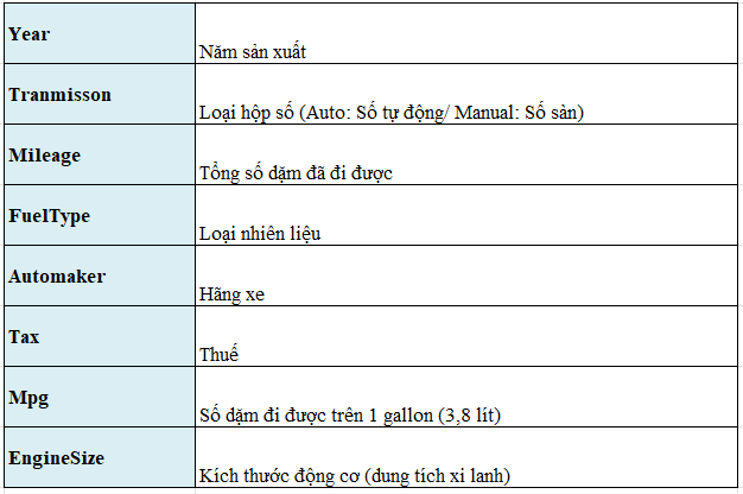 Year
Năm sản xuất
Tranmisson
Loại hộp số (Auto: Số tự động/ Manual: Số sàn)
Mileage
Tổng số dặm đã đi được
FuelType
Loại nhiên liệu
Automaker
Hãng xe
Tax
Thuế
Mpg
Số dặm đi được trên 1 gallon (3,8 lít)
EngineSize
Kích thước động cơ (dung tích xi lanh)